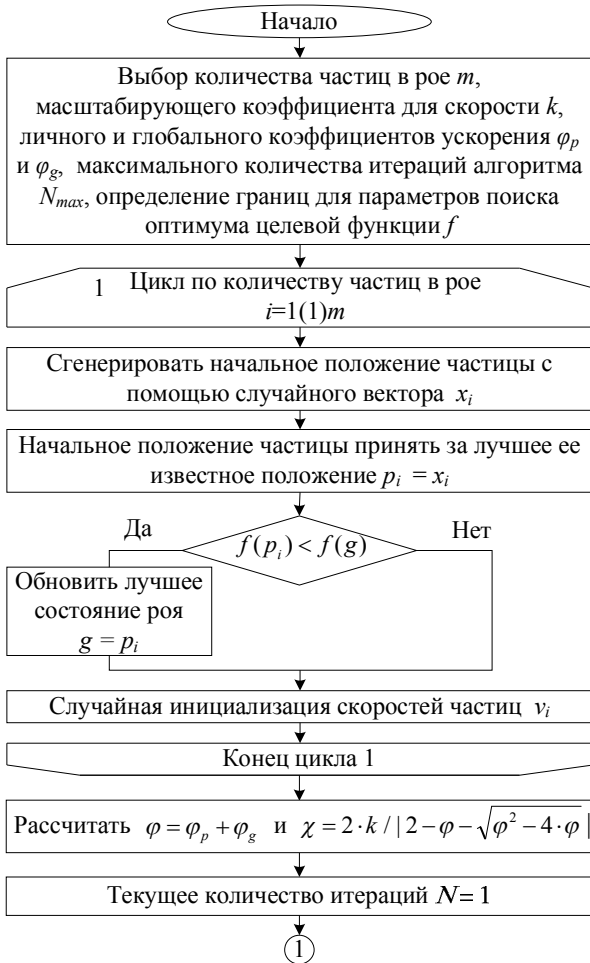 Начало
Выбор количества частиц в рое m,
масштабирующего коэффициента для скорости k,
личного и глобального коэффициентов ускорения φp
и φg, максимального количества итераций алгоритма
Nmax, определение границ для параметров поиска
оптимума целевой функции f
1 Цикл по количеству частиц в рое
i=1(1)m
Сгенерировать начальное положение частицы с
помощью случайного вектора xi
Начальное положение частицы принять за лучшее ее
известное положение pi = xi
Да
f(pi) < f(g)
Нет
Обновить лучшее
состояние роя
g = pi
Случайная инициализация скоростей частиц vi
Конец цикла 1
Рассчитать φ = φp + φg и χ = 2·k / | 2 − φ − √φ² − 4·φ |
Текущее количество итераций N=1
1